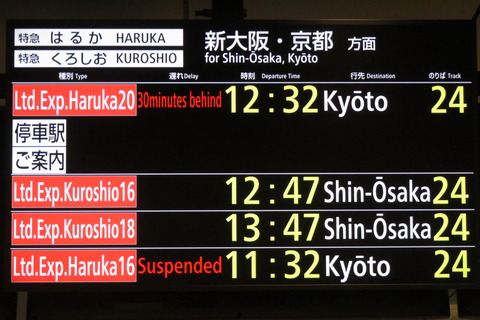 特急 はるか HARUKA
特急 くろしお KUROSHIO
新大阪・京都 方面
for Shin-Ōsaka, Kyōto
種別 Type 遅れ Delay 時刻 Departure Time 行先 Destination のりば Track
Ltd.Exp.Haruka20 30minutes behind 12:32 Kyōto 24
停車駅
ご案内
Ltd.Exp.Kuroshio16 12:47 Shin-Ōsaka 24
Ltd.Exp.Kuroshio18 13:47 Shin-Ōsaka 24
Ltd.Exp.Haruka16 Suspended 11:32 Kyōto 24